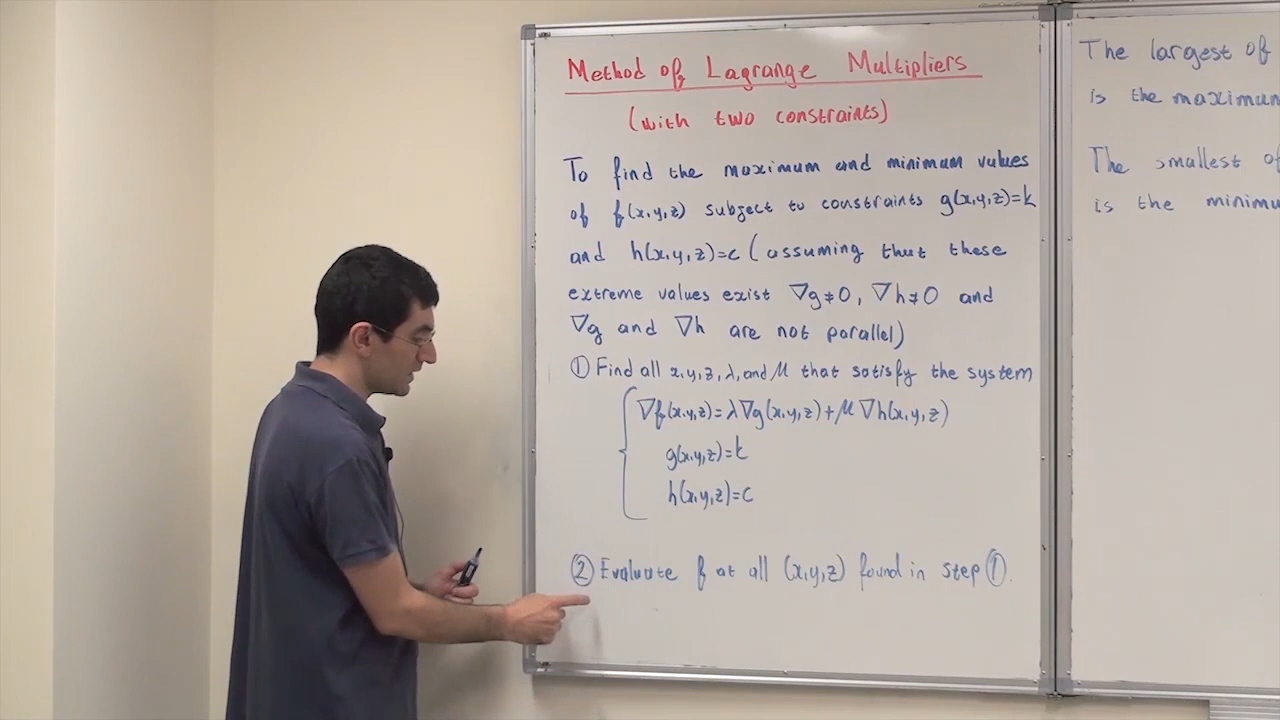 Method of Lagrange Multipliers
(with two constraints)
To find the maximum and minimum values
of f(x,y,z) subject to constraints g(x,y,z)=k
and h(x,y,z)=c (assuming that these
extreme values exist ∇g≠0, ∇h≠0 and
∇g and ∇h are not parallel)
① Find all x,y,z,λ, and μ that satisfy the system
∇f(x,y,z)=λ∇g(x,y,z)+μ∇h(x,y,z)
g(x,y,z)=k
h(x,y,z)=c
② Evaluate f at all (x,y,z) found in step ①.
The largest of
is the maximum
The smallest of
is the